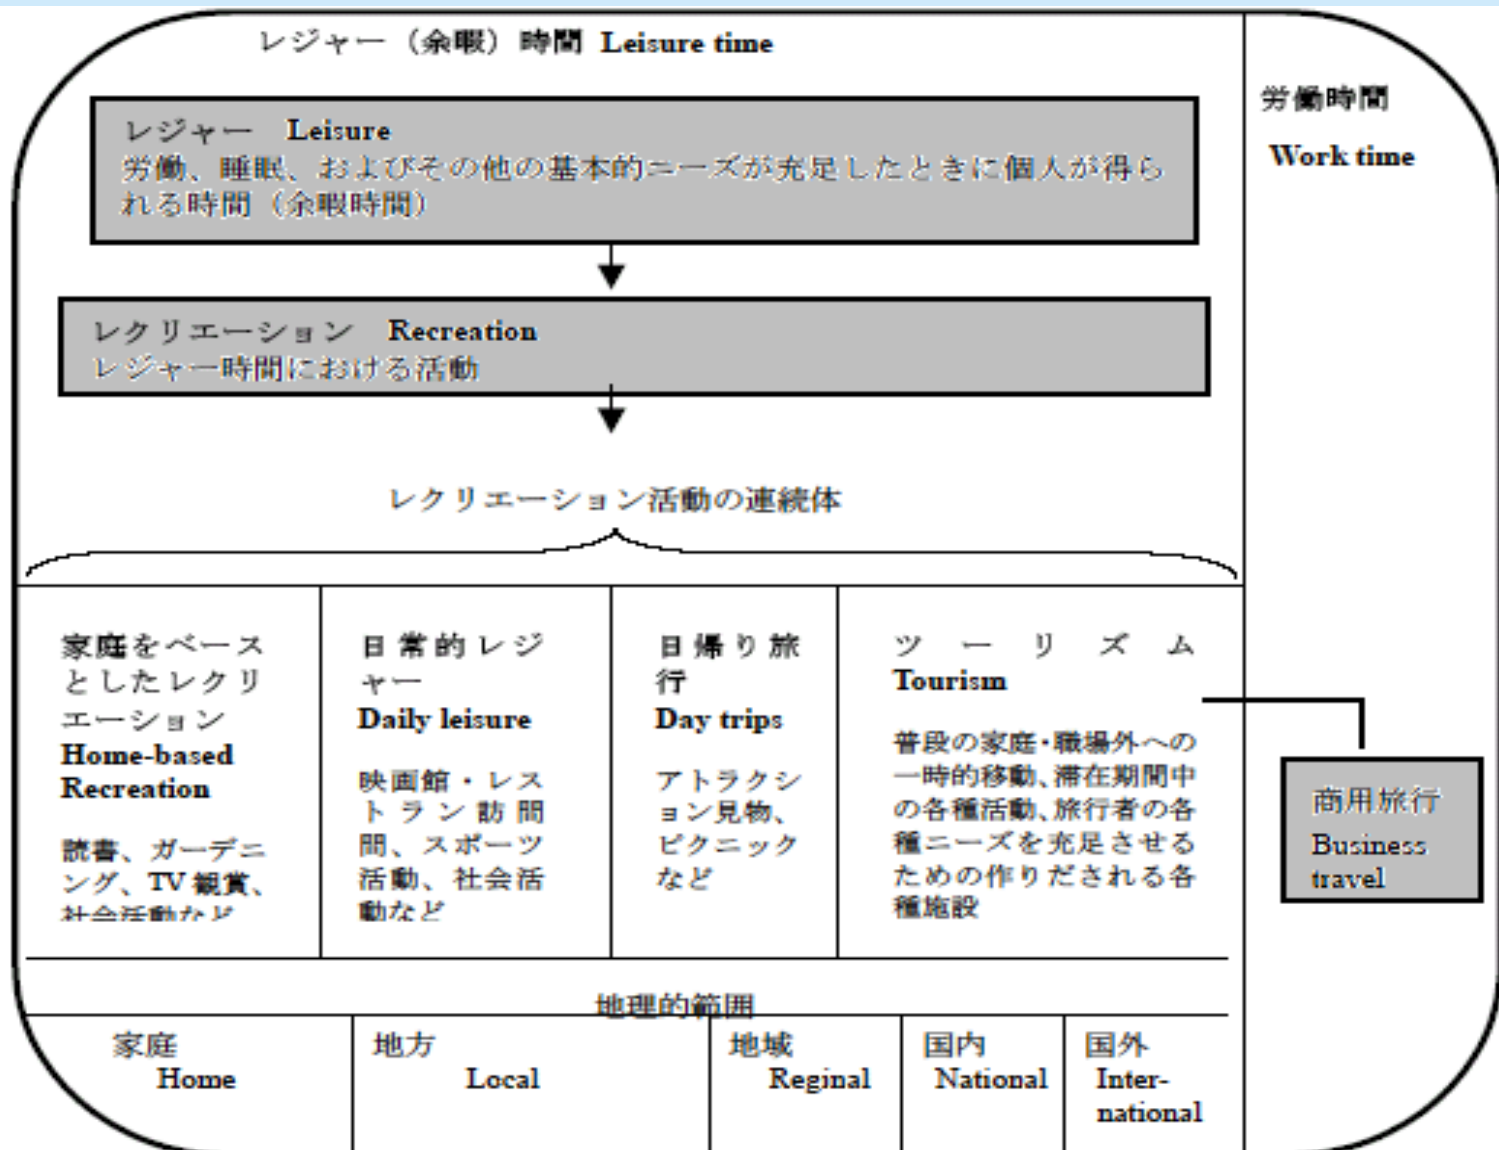 レジャー（余暇）時間 Leisure time
労働時間
Work time
レジャー　Leisure
労働、睡眠、およびその他の基本的ニーズが充足したときに個人が得ら
れる時間（余暇時間）
レクリエーション　Recreation
レジャー時間における活動
レクリエーション活動の連続体
家庭をベース
としたレクリ
エーション
Home-based
Recreation
読書、ガーデニ
ング、TV 観賞、
社会活動など
日常的レジ
ャー
Daily leisure
映画館・レス
トラン訪問
間、スポーツ
活動、社会活
動など
日帰り旅
行
Day trips
アトラクシ
ョン見物、
ピクニック
など
ツーリズム
Tourism
普段の家庭・職場外への
一時的移動、滞在期間中
の各種活動、旅行者の各
種ニーズを充足させる
ための作りだされる各
種施設
商用旅行
Business
travel
地理的範囲
家庭
Home
地方
Local
地域
Reginal
国内
National
国外
Inter-
national